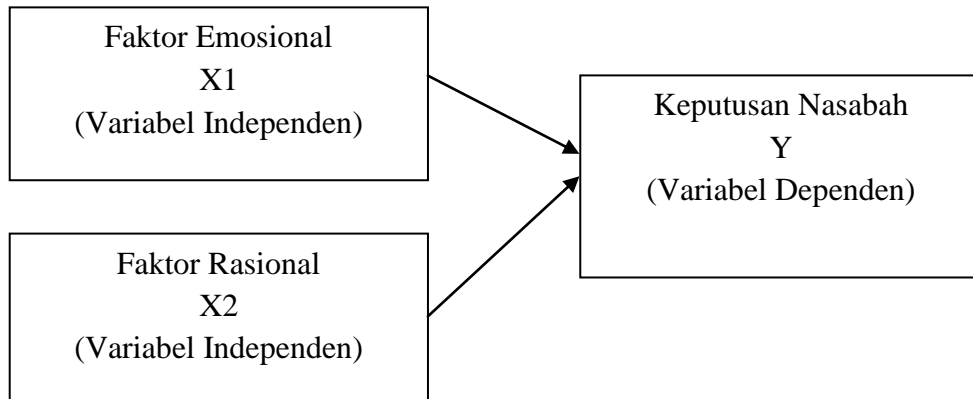 Faktor Emosional
X1
(Variabel Independen)
Keputusan Nasabah
Y
(Variabel Dependen)
Faktor Rasional
X2
(Variabel Independen)